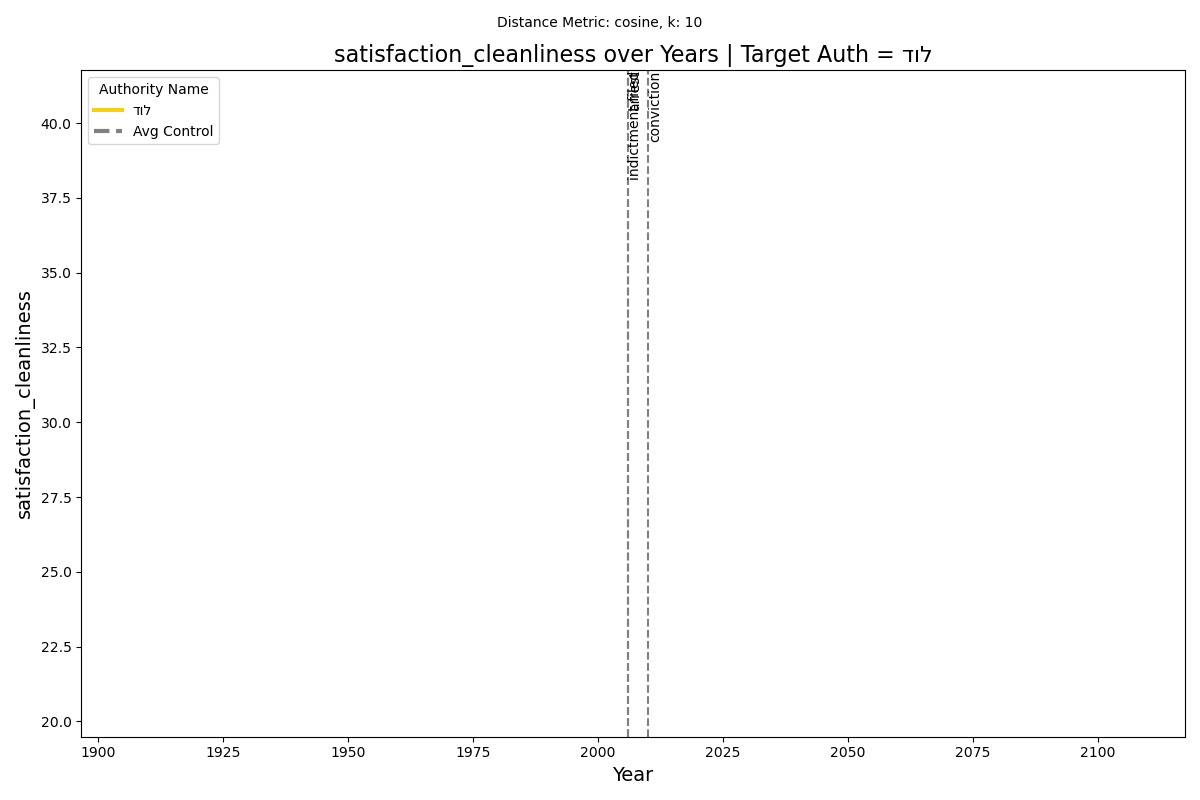 Distance Metric: cosine, k: 10
satisfaction_cleanliness over Years | Target Auth = לוד
Authority Name
לוד
Avg Control
indictment filed
arrest
conviction
satisfaction_cleanliness
40.0
37.5
35.0
32.5
30.0
27.5
25.0
22.5
20.0
1900
1925
1950
1975
2000
2025
2050
2075
2100
Year